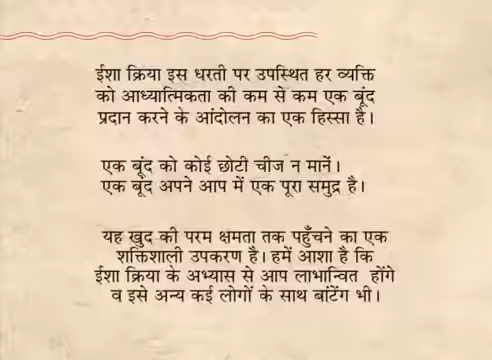 ईशा क्रिया इस धरती पर उपस्थित हर व्यक्ति
को आध्यात्मिकता की कम से कम एक बूंद
प्रदान करने के आंदोलन का एक हिस्सा है।
एक बूंद को कोई छोटी चीज न मानें।
एक बूंद अपने आप में एक पूरा समुद्र है।
यह खुद की परम क्षमता तक पहुँचने का एक
शक्तिशाली उपकरण है। हमें आशा है कि
ईशा क्रिया के अभ्यास से आप लाभान्वित होंगे
व इसे अन्य कई लोगों के साथ बांटेंग भी।